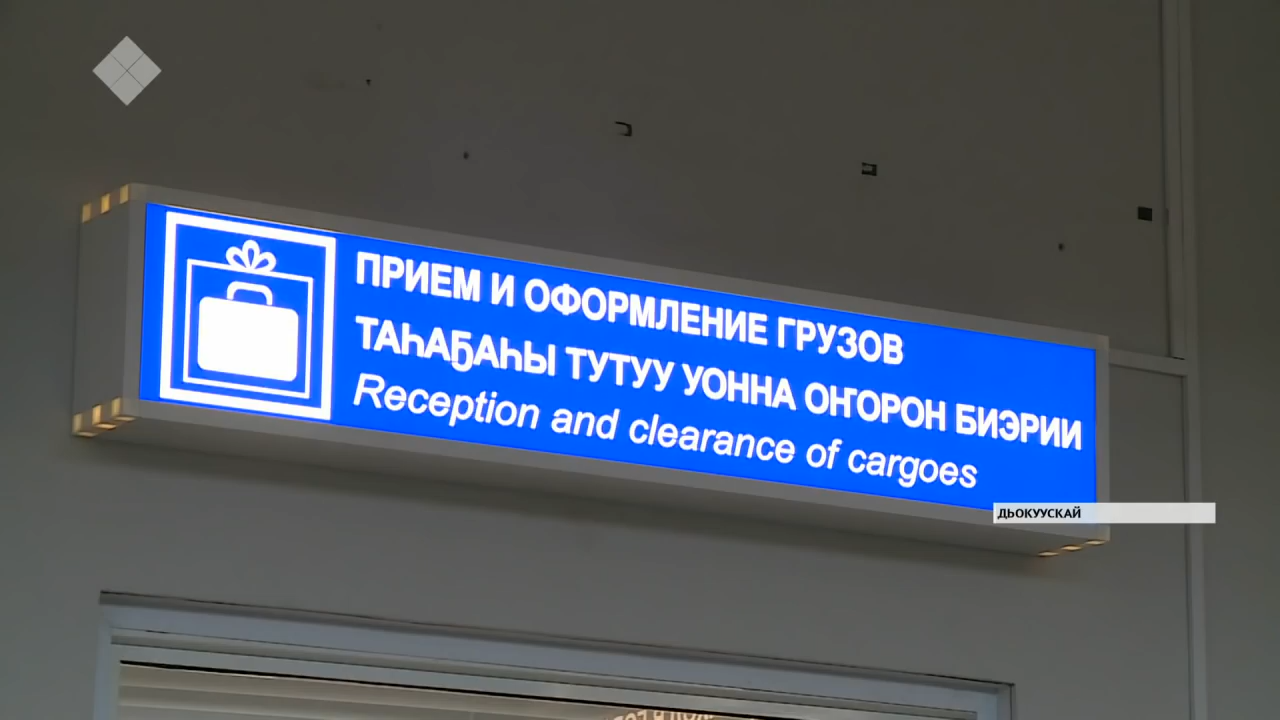 ПРИЕМ И ОФОРМЛЕНИЕ ГРУЗОВ
ТАҺАҔАҺЫ ТУТУУ УОННА ОҤОРОН БИЭРИИ
Reception and clearance of cargoes
ДЬОКУУСКАЙ